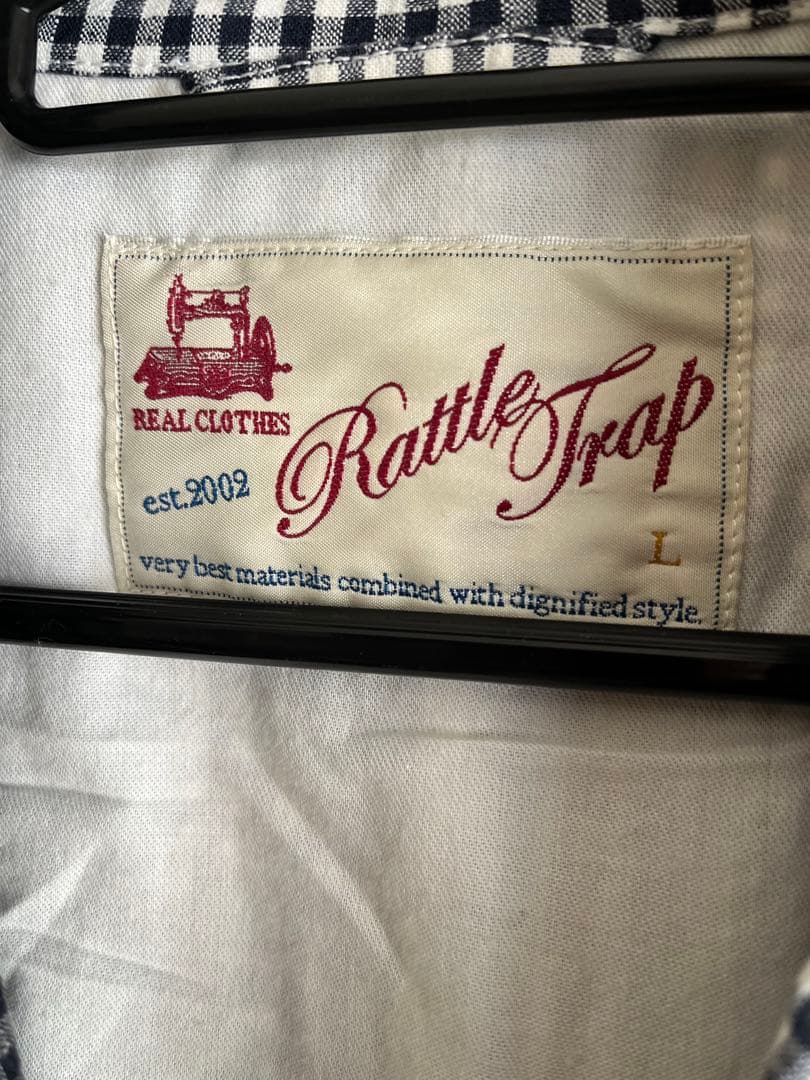 REAL CLOTHES
Rattle Trap
est.2002
L
very best materials combined with dignified style.